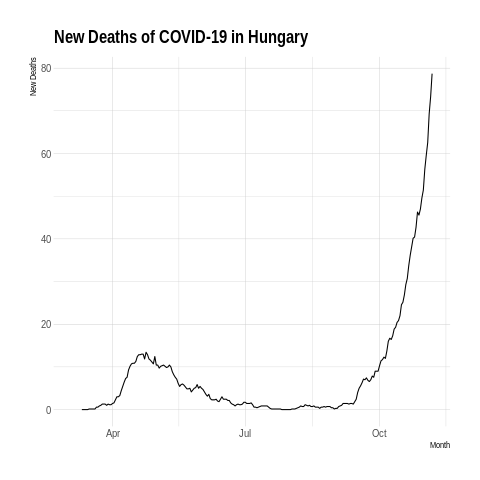 New Deaths of COVID-19 in Hungary
New Deaths
80
60
40
20
0
Apr
Jul
Oct
Month